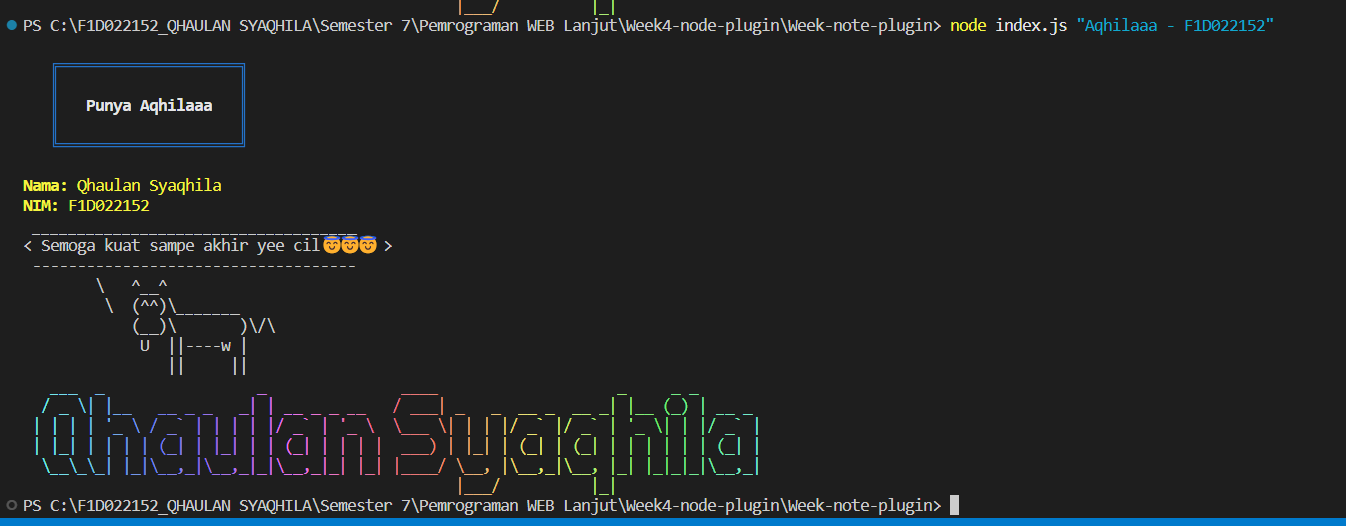 PS C:\F1D022152_QHAULAN SYAQHILA\Semester 7\Pemrograman WEB Lanjut\Week4-node-plugin\Week-note-plugin> node index.js "Aqhilaaa - F1D022152"
Punya Aqhilaaa
Nama: Qhaulan Syaqhila
NIM: F1D022152
< Semoga kuat sampe akhir yee cil😇😇😇 >
Qhaulan Syaqhila
PS C:\F1D022152_QHAULAN SYAQHILA\Semester 7\Pemrograman WEB Lanjut\Week4-node-plugin\Week-note-plugin>